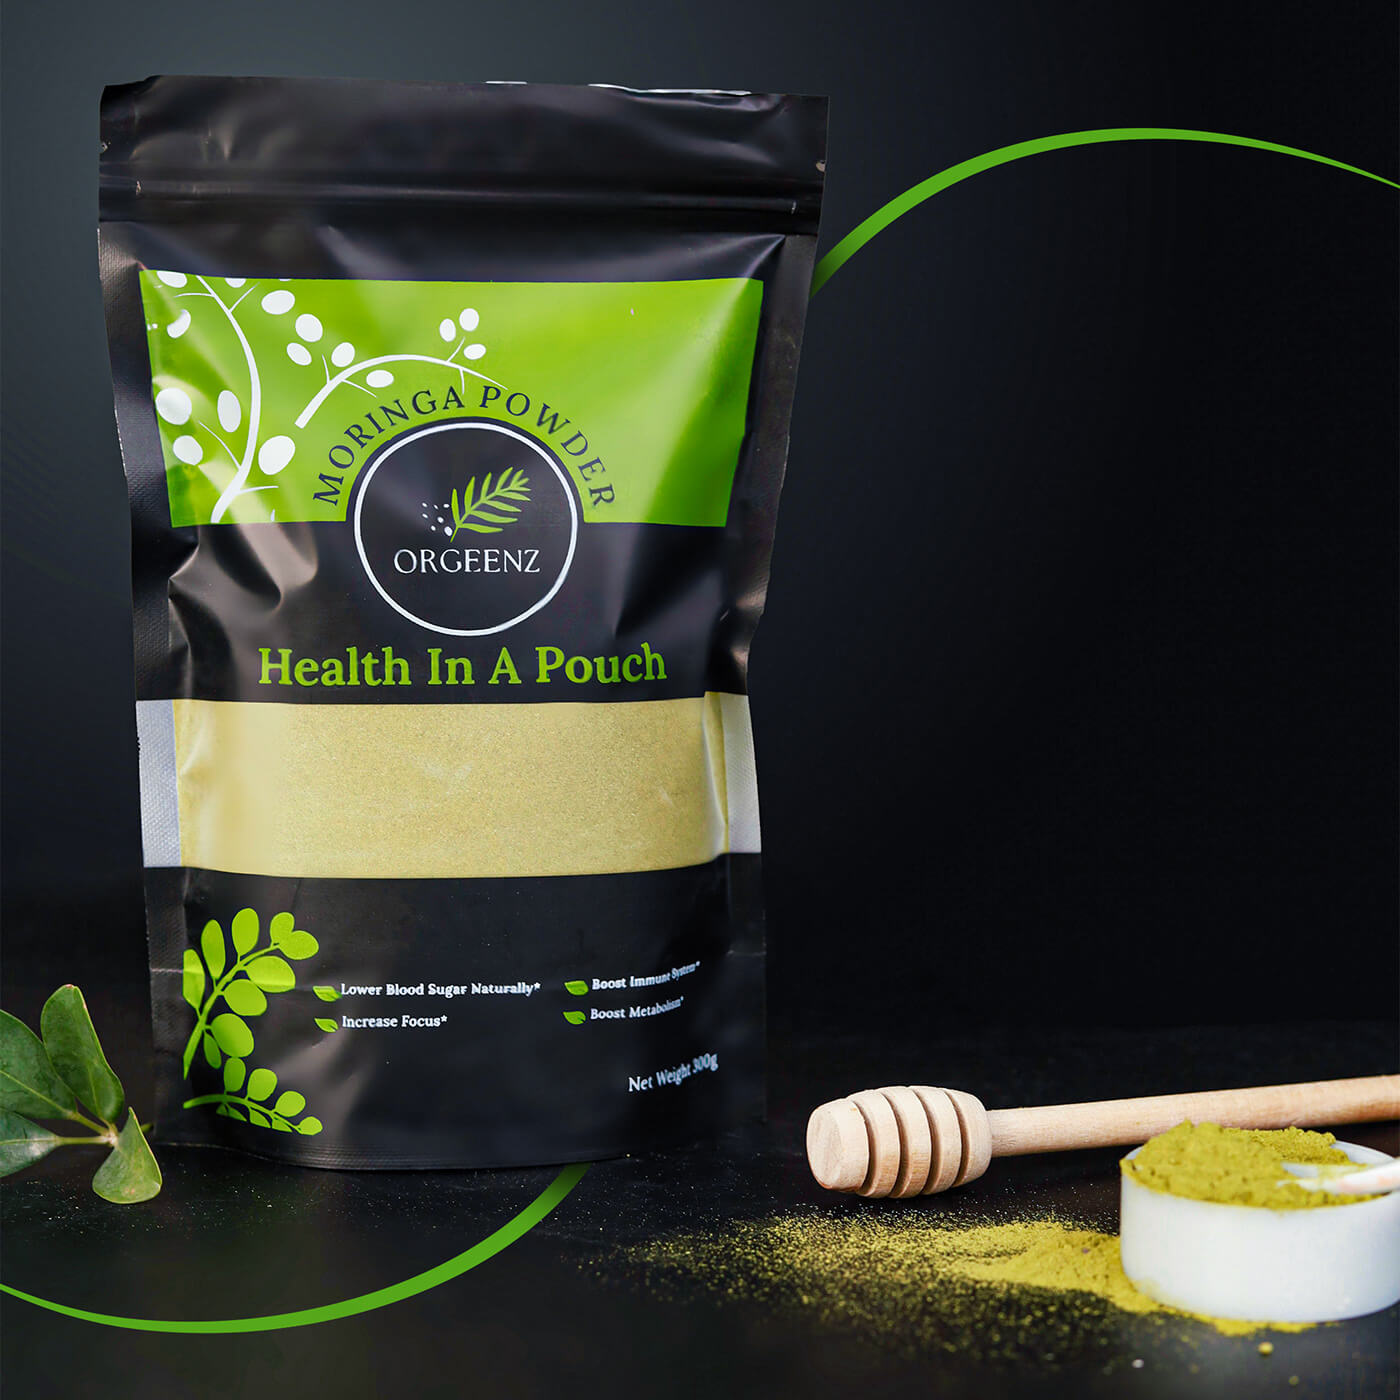 MORINGA POWDER
ORGEENZ
Health In A Pouch
Lower Blood Sugar Naturally*
Increase Focus*
Boost Immune System*
Boost Metabolism*
Net Weight 300g